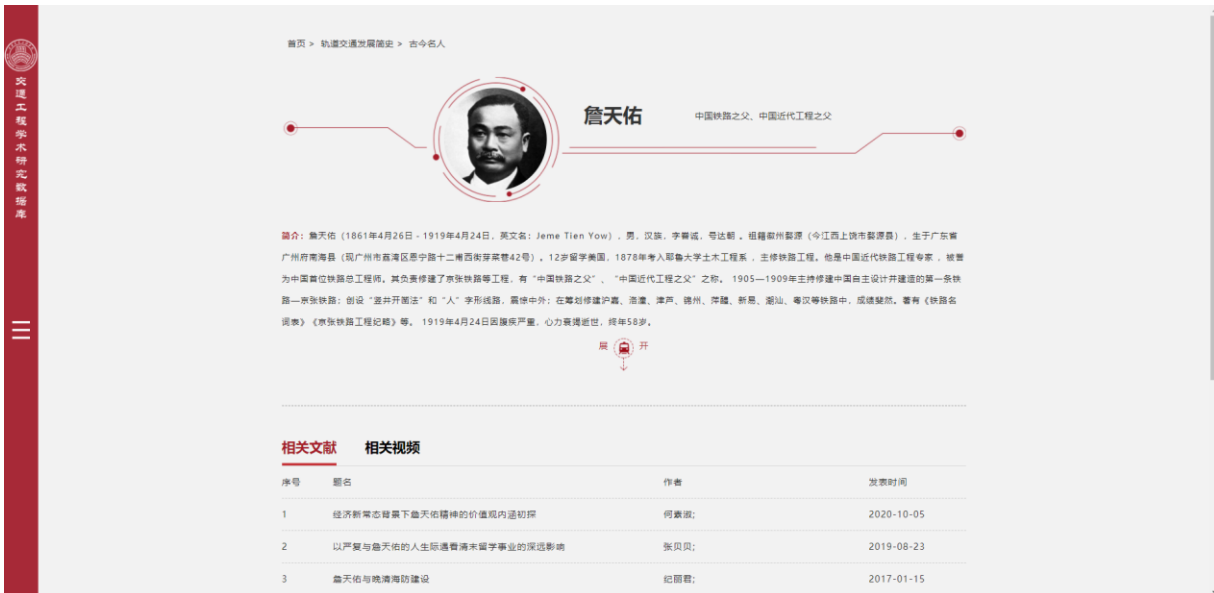 交通工程学术研究数据库
首页 > 轨道交通发展简史 > 古今名人
詹天佑
中国铁路之父、中国近代工程之父
简介：詹天佑（1861年4月26日 - 1919年4月24日，英文名：Jeme Tien Yow），男，汉族，字眷诚，号达朝 。祖籍徽州婺源（今江西上饶市婺源县），生于广东省
广州府南海县（现广州市荔湾区恩宁路十二甫西街芽菜巷42号）。12岁留学美国，1878年考入耶鲁大学土木工程系 ，主修铁路工程。他是中国近代铁路工程专家 ，被誉
为中国首位铁路总工程师。其负责修建了京张铁路等工程，有 “中国铁路之父” 、 “中国近代工程之父” 之称。 1905—1909年主持修建中国自主设计并建造的第一条铁
路—京张铁路；创设 “竖井开凿法” 和 “人” 字形线路，震惊中外；在筹划修建沪嘉、洛潼、津芦、锦州、萍醴、新易、潮汕、粤汉等铁路中，成绩斐然。著有《铁路名
词表》《京张铁路工程纪略》等。 1919年4月24日因腹疾严重，心力衰竭逝世，终年58岁。
展 开
相关文献 相关视频
序号 题名 作者 发表时间
1 经济新常态背景下詹天佑精神的价值观内涵初探 何素淑; 2020-10-05
2 以严复与詹天佑的人生际遇看清末留学事业的深远影响 张贝贝; 2019-08-23
3 詹天佑与晚清海防建设 纪丽君; 2017-01-15